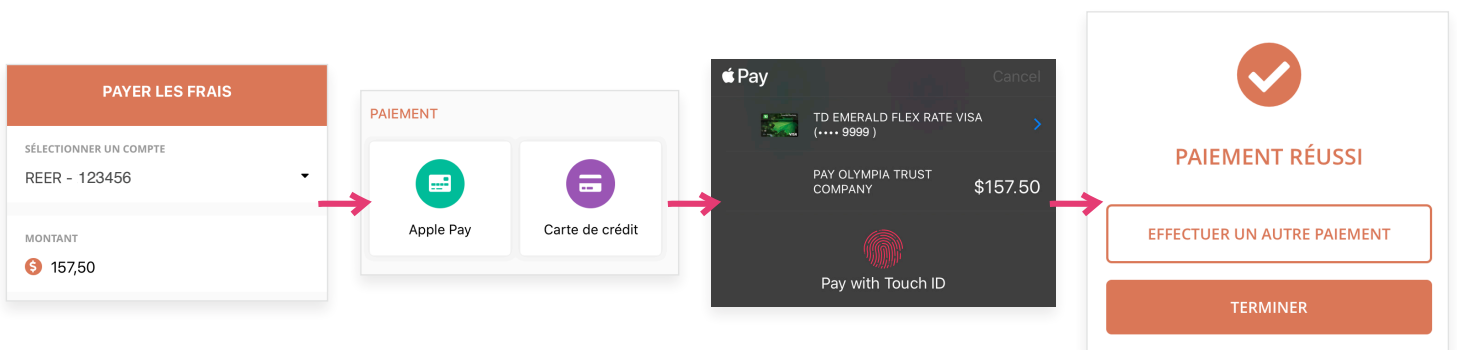 PAYER LES FRAIS
SÉLECTIONNER UN COMPTE
REER - 123456
MONTANT
$ 157,50
PAIEMENT
Apple Pay
Carte de crédit
Pay
Cancel
TD EMERALD FLEX RATE VISA
(•••• 9999 )
PAY OLYMPIA TRUST
COMPANY
$157.50
Pay with Touch ID
PAIEMENT RÉUSSI
EFFECTUER UN AUTRE PAIEMENT
TERMINER